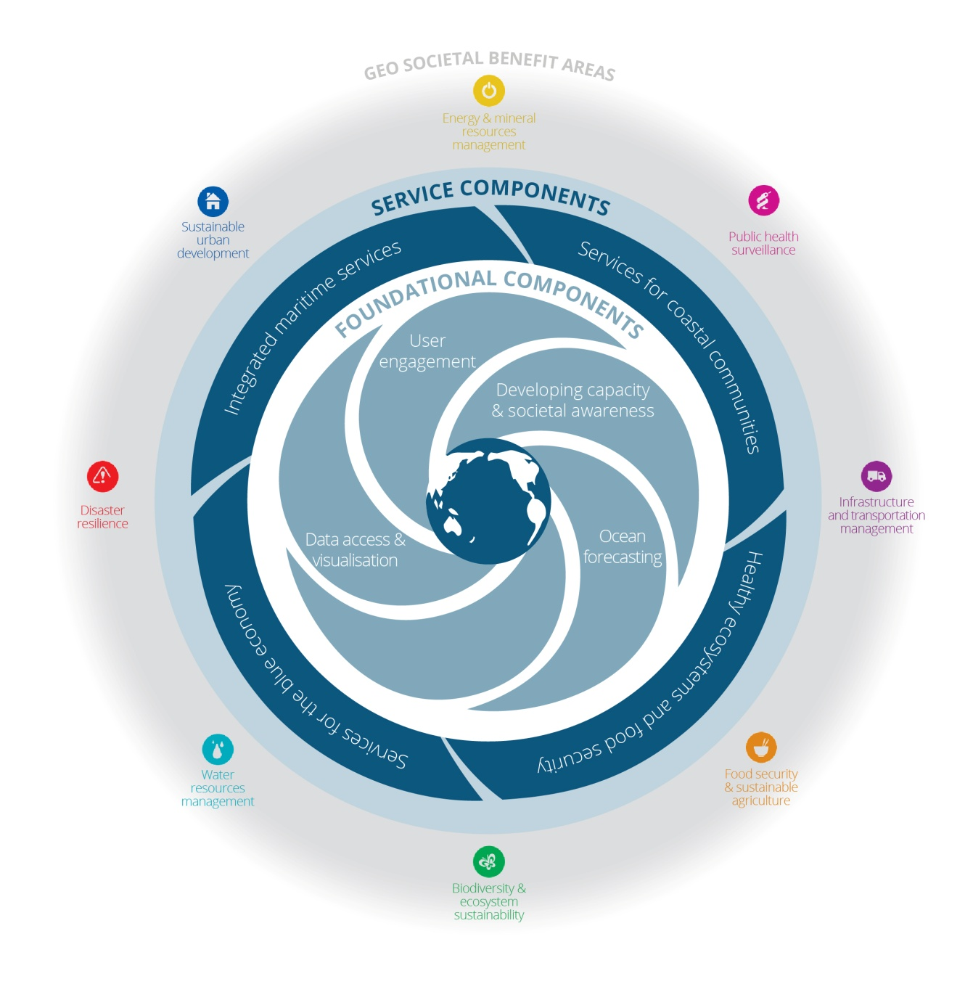 GEO SOCIETAL BENEFIT AREAS
Energy & mineral
resources
management
Sustainable
urban
development
Public health
surveillance
SERVICE COMPONENTS
Integrated maritime services
Services for coastal communities
FOUNDATIONAL COMPONENTS
User
engagement
Developing capacity
& societal awareness
Data access &
visualisation
Ocean
forecasting
Disaster
resilience
Infrastructure
and transportation
management
Services for the blue economy
Healthy ecosystems and food security
Water
resources
management
Food security
& sustainable
agriculture
Biodiversity &
ecosystem
sustainability